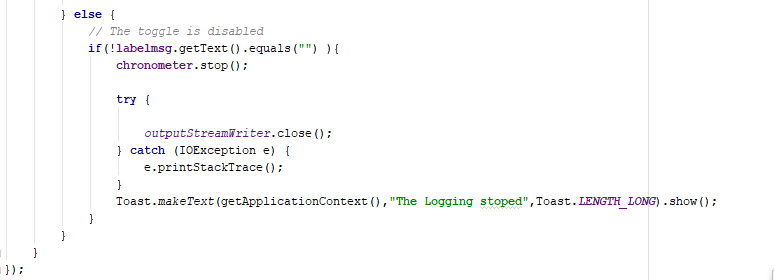 } else {
// The toggle is disabled
if(!labelmsg.getText().equals("") ){
chronometer.stop();
try {
outputStreamWriter.close();
} catch (IOException e) {
e.printStackTrace();
}
Toast.makeText(getApplicationContext(),"The Logging stoped",Toast.LENGTH_LONG).show();
}
}
}
});